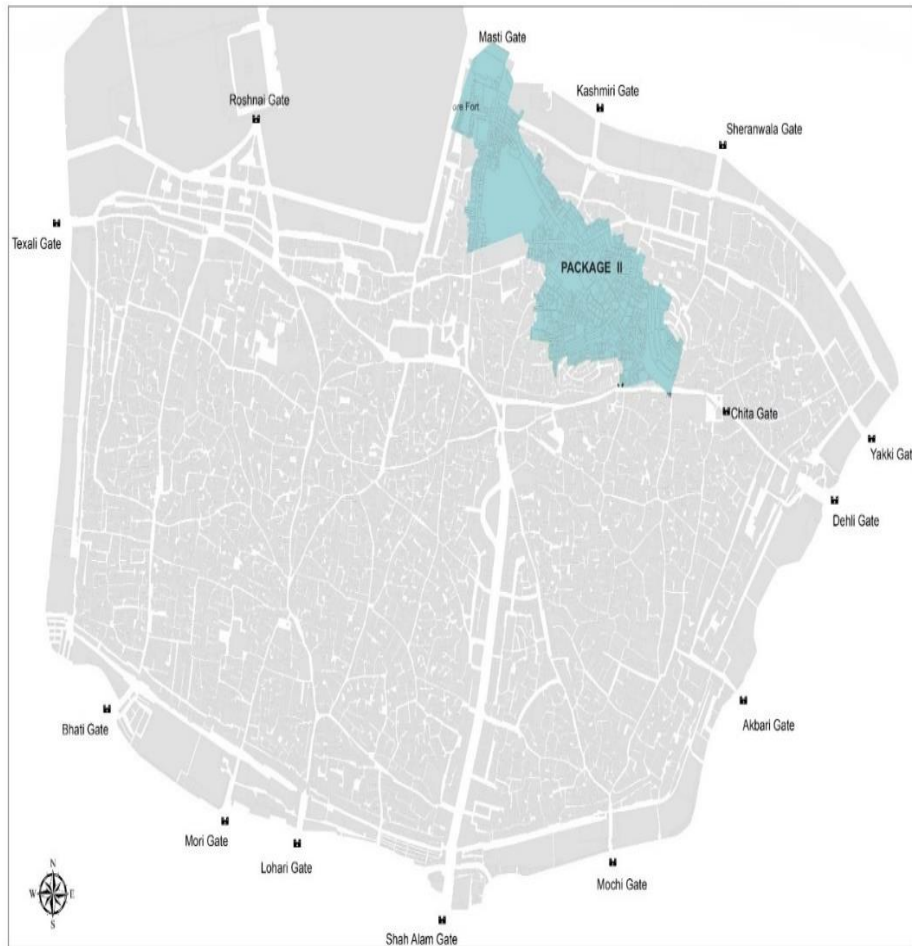 Masti Gate
Kashmiri Gate
Roshnai Gate
ore Fort
Sheranwala Gate
Texali Gate
PACKAGE II
Chita Gate
Yakki Gat
Dehli Gate
Akbari Gate
Bhati Gate
Mori Gate
Lohari Gate
Mochi Gate
N
W E
S
Shah Alam Gate